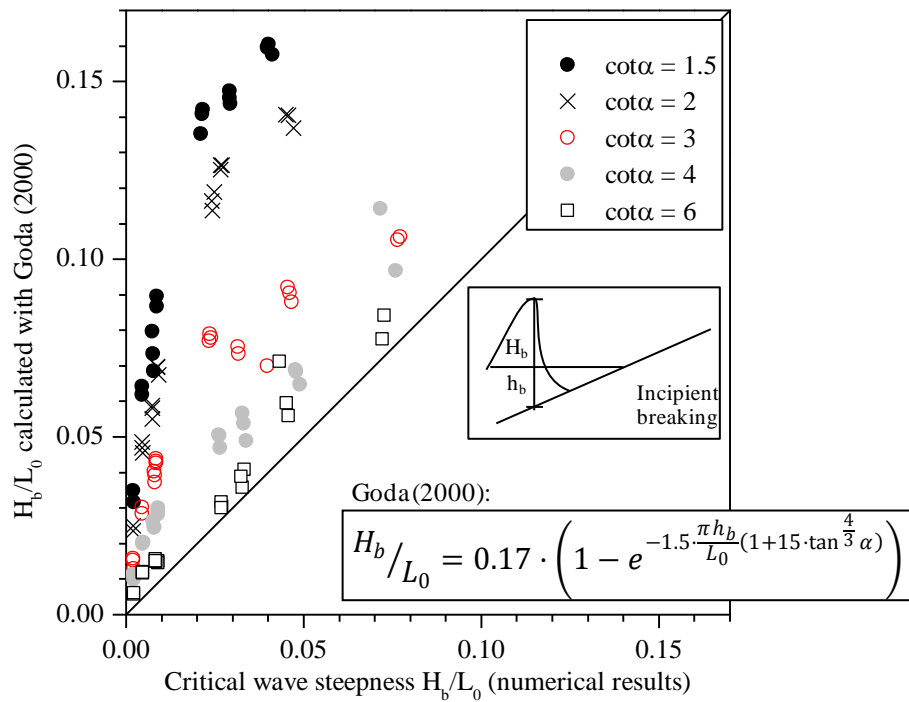 0.15
0.10
0.05
0.00
0.00 0.05 0.10 0.15
H_b/L_0 calculated with Goda (2000)
Critical wave steepness H_b/L_0 (numerical results)
cotα = 1.5
cotα = 2
cotα = 3
cotα = 4
cotα = 6
H_b
h_b
Incipient
breaking
Goda (2000):
H_b/L_0 = 0.17 · (1 − e^{−1.5·\frac{πh_b}{L_0}(1+15·tan^{\frac{4}{3}} α)})